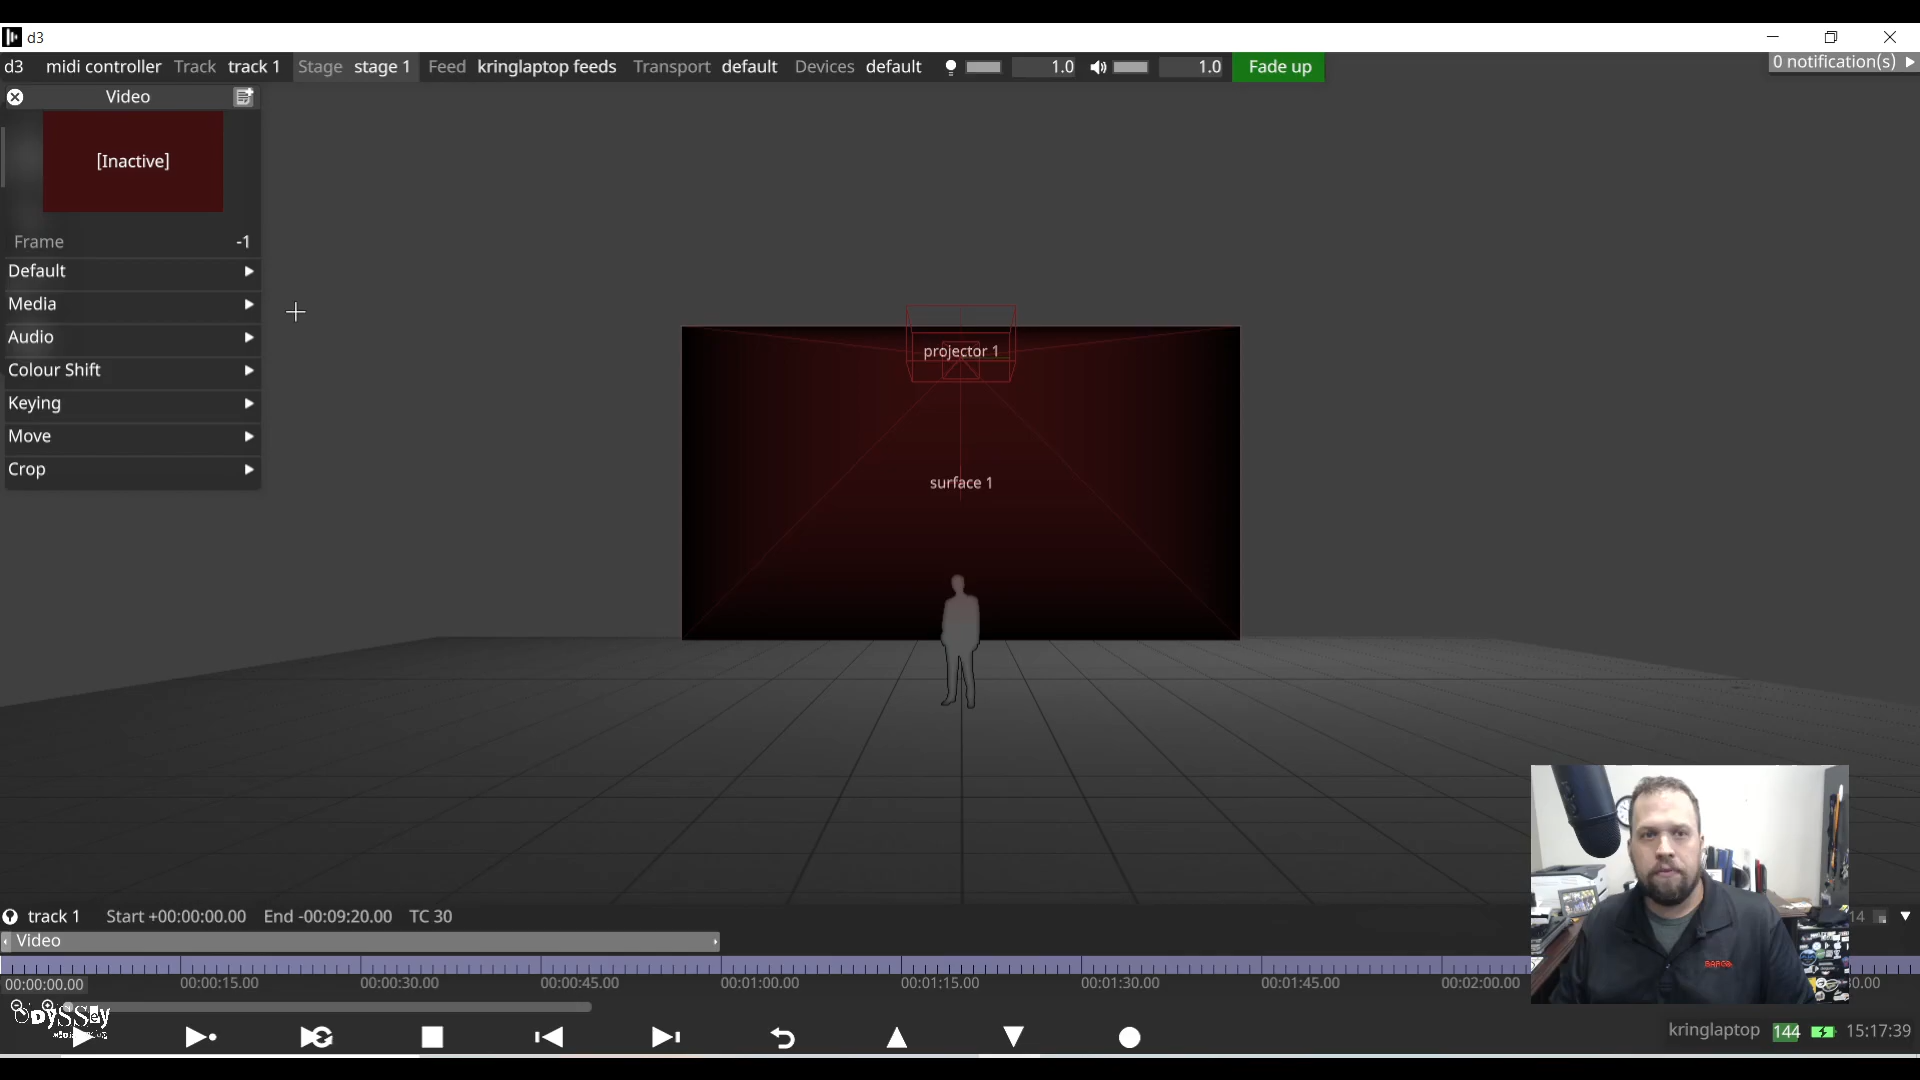 d3
d3 midi controller Track track 1 Stage stage 1 Feed kringlaptop feeds Transport default Devices default 1.0 1.0 Fade up 0 notification(s)
Video
[Inactive]
Frame -1
Default
Media
Audio
Colour Shift
Keying
Move
Crop
projector 1
surface 1
track 1 Start +00:00:00.00 End -00:09:20.00 TC 30 14
Video
00:00:00.00 00:00:15.00 00:00:30.00 00:00:45.00 00:01:00.00 00:01:15.00 00:01:30.00 00:01:45.00 00:02:00.00 30.00
Odyssey
BARCO
kringlaptop 144 15:17:39